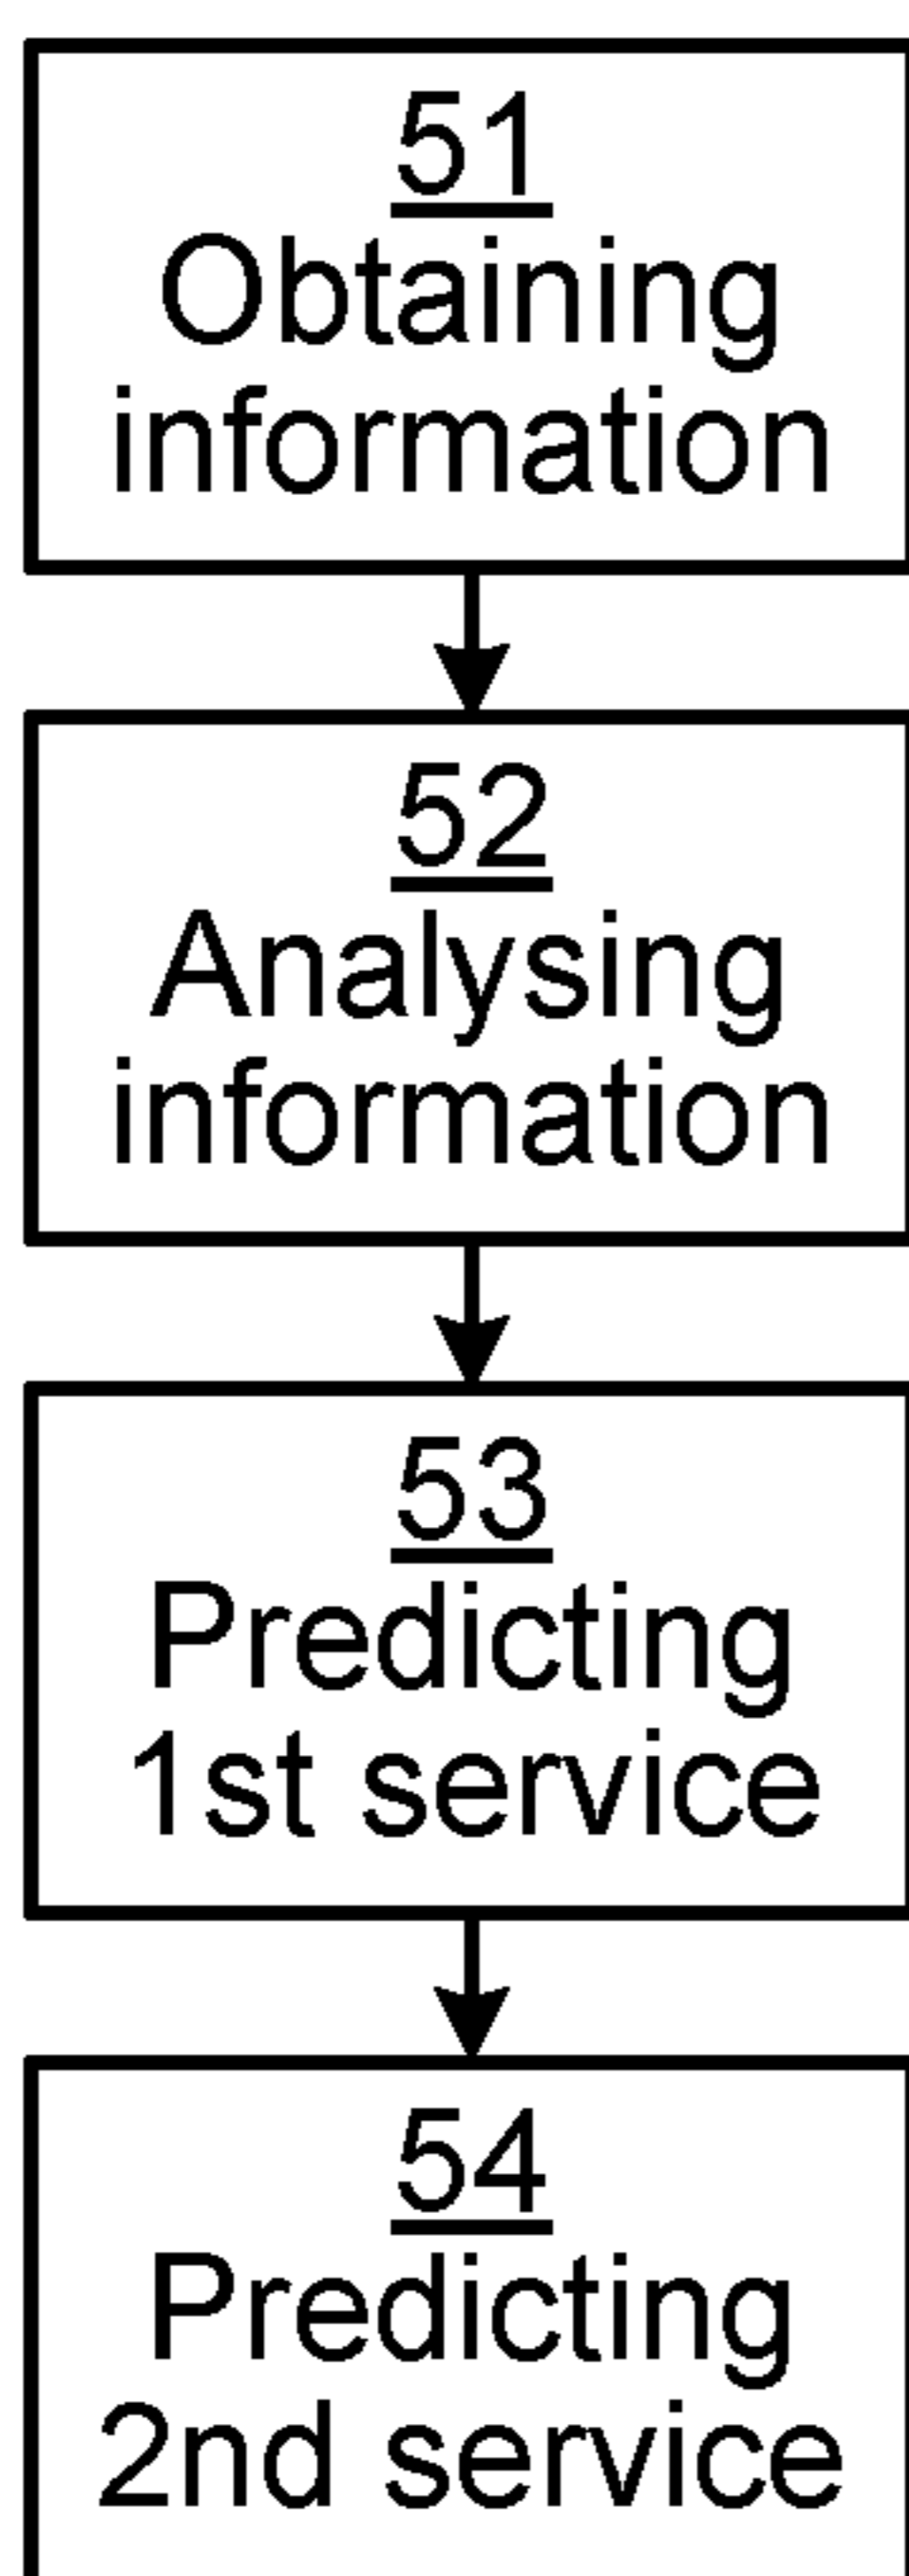 51
Obtaining
information
52
Analysing
information
53
Predicting
1st service
54
Predicting
2nd service